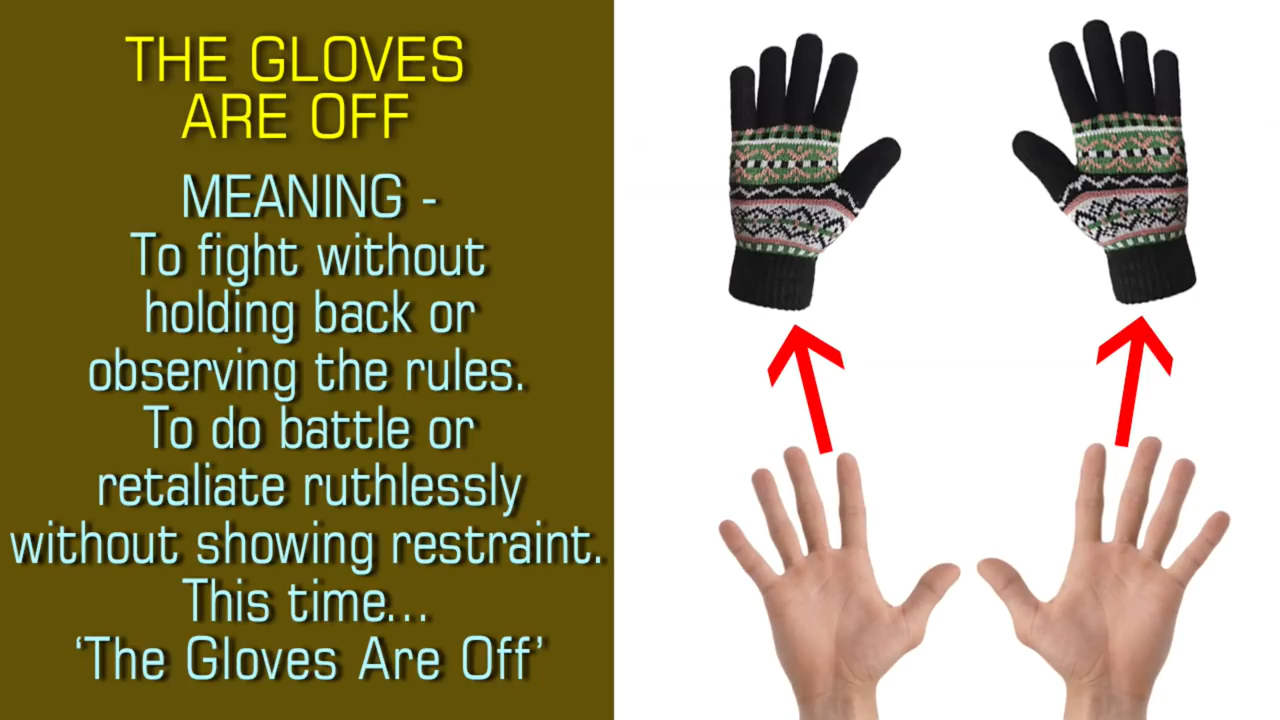 THE GLOVES
ARE OFF
MEANING -
To fight without
holding back or
observing the rules.
To do battle or
retaliate ruthlessly
without showing restraint.
This time...
‘The Gloves Are Off’